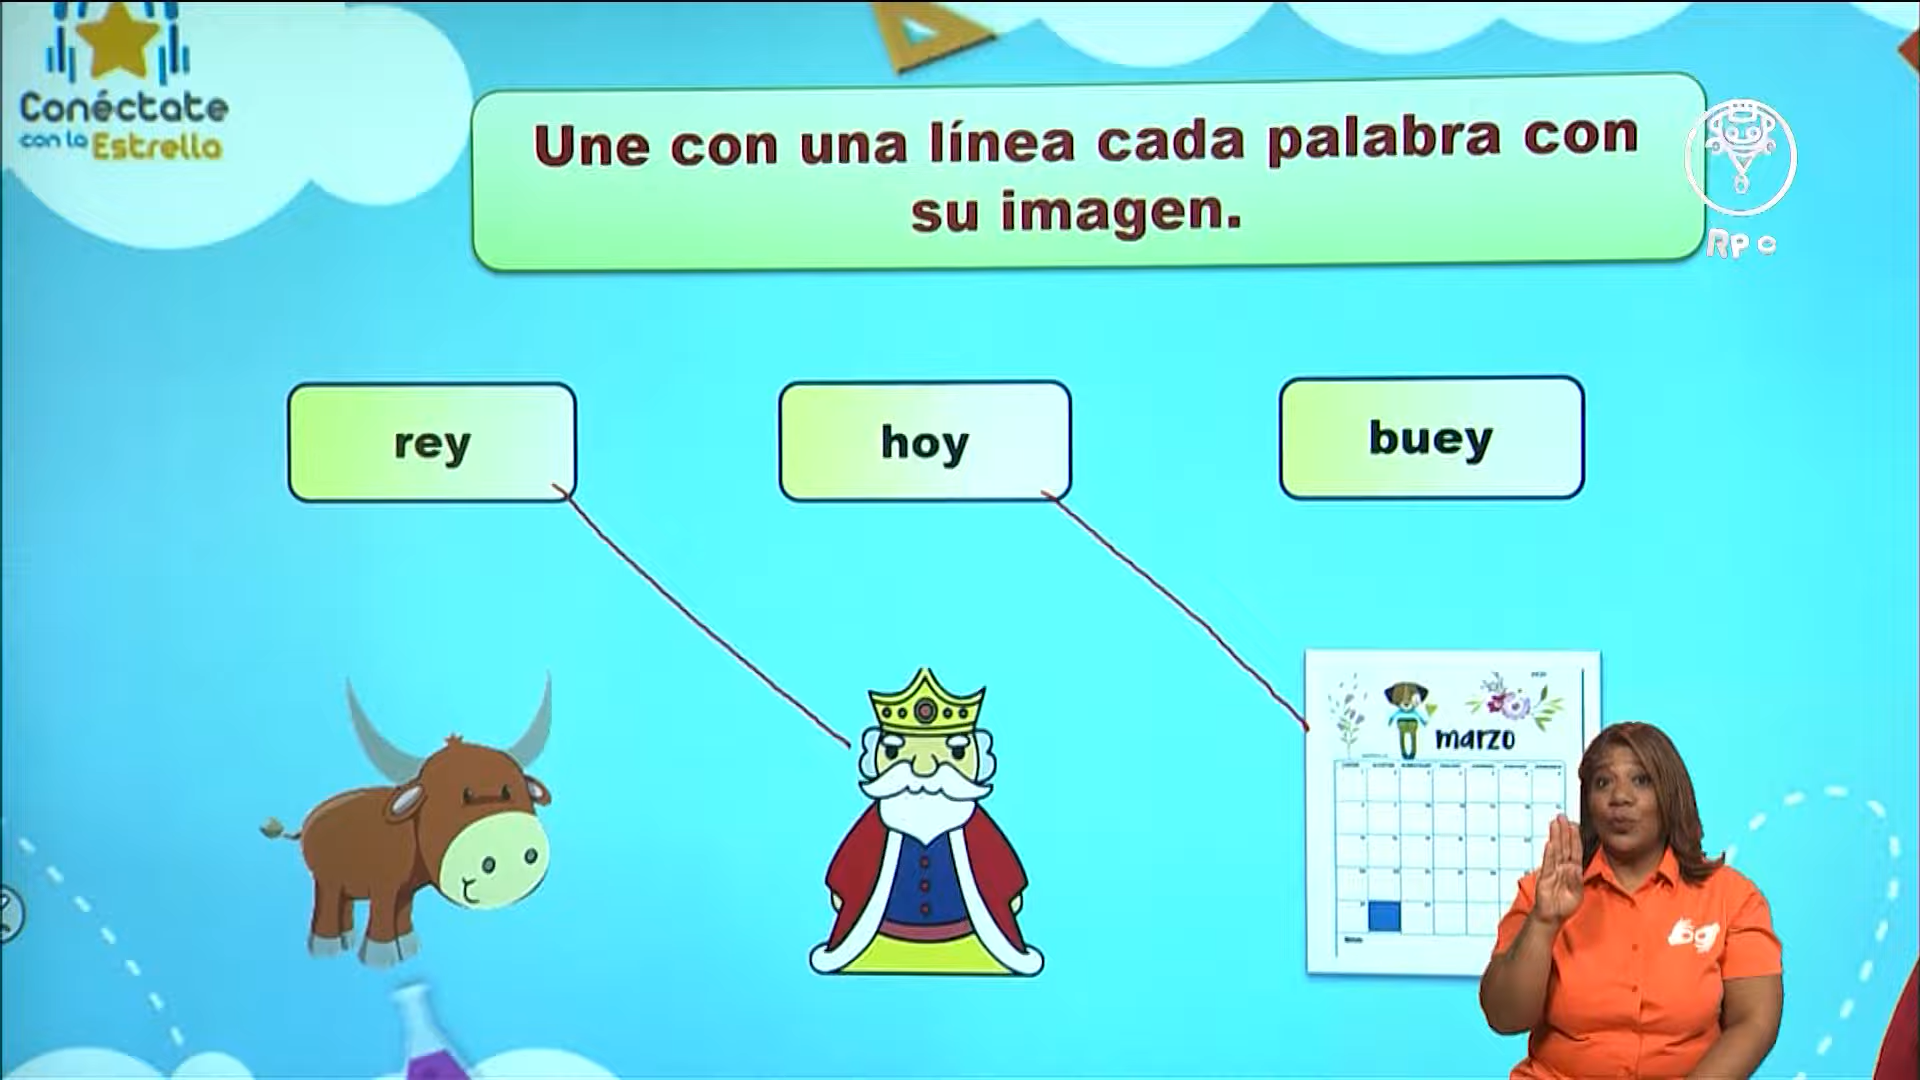 Conéctate
con la Estrella
Une con una línea cada palabra con
su imagen.
RPC
rey
hoy
buey
marzo